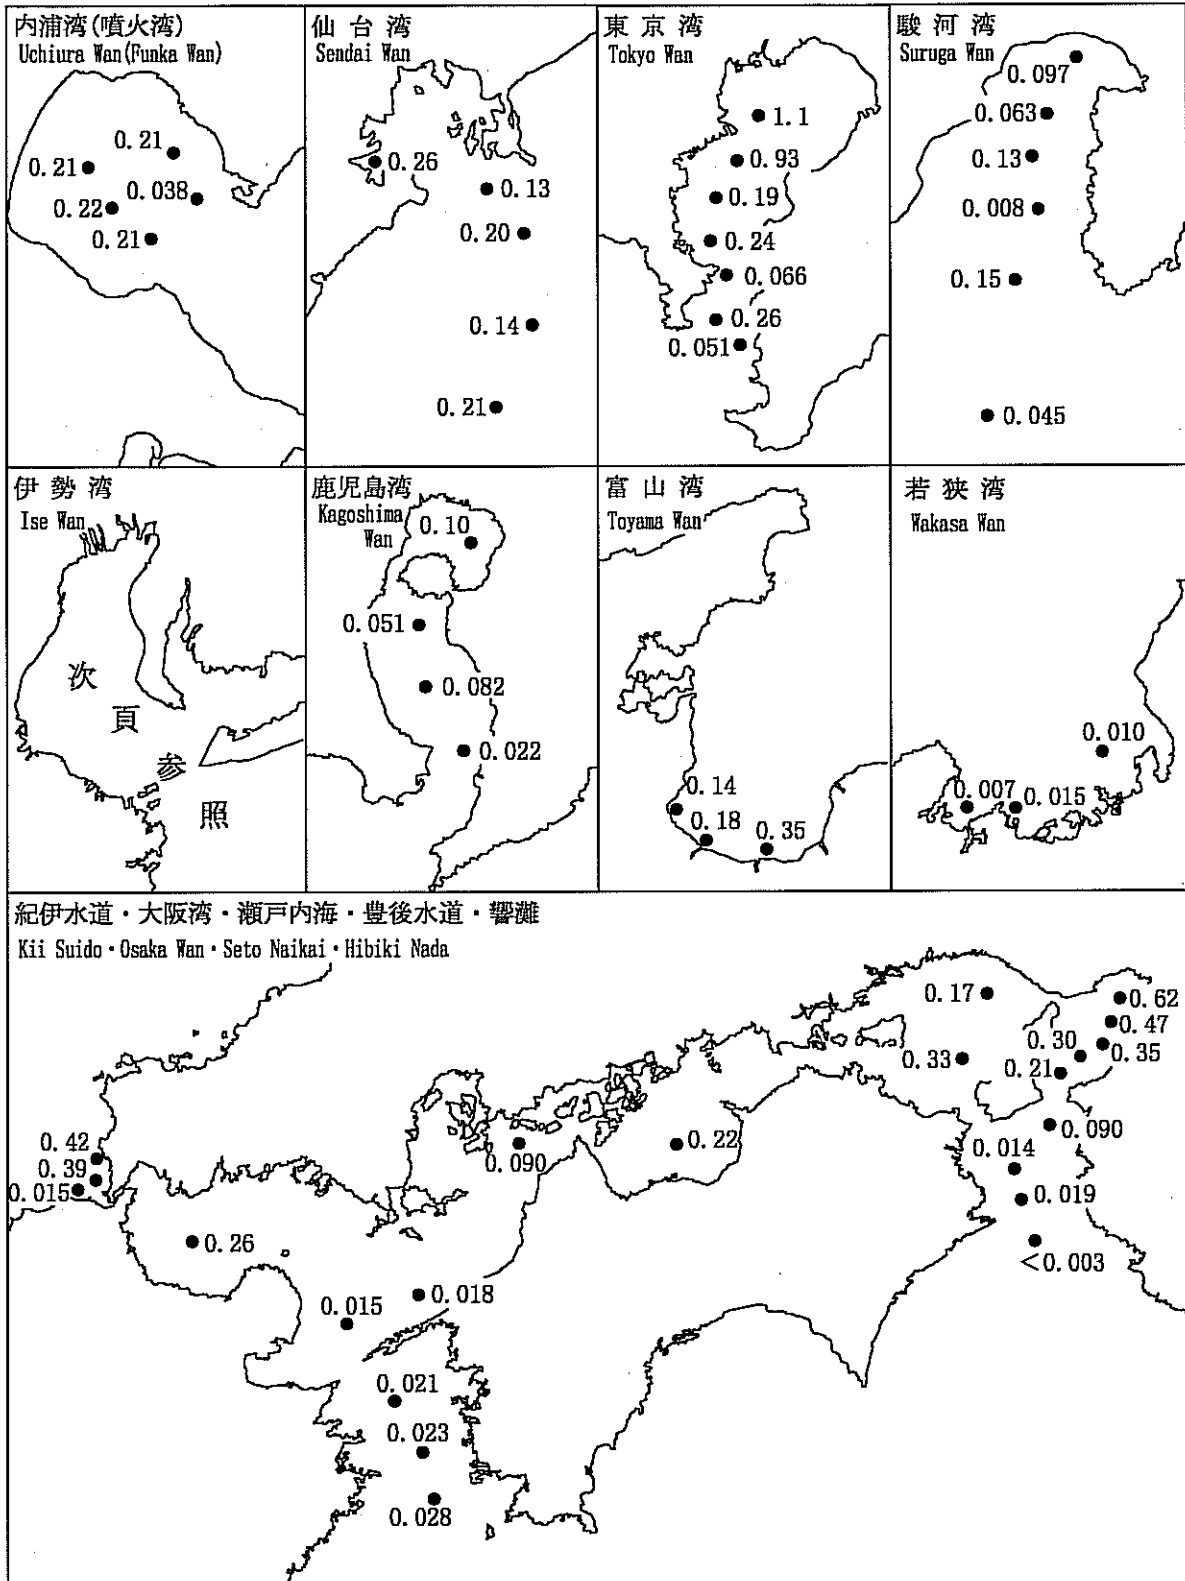 内浦湾(噴火湾)
Uchiura Wan(Funka Wan)
0.21
0.21
0.038
0.22
0.21
仙台湾
Sendai Wan
0.26
0.13
0.20
0.14
0.21
東京湾
Tokyo Wan
1.1
0.93
0.19
0.24
0.066
0.26
0.051
駿河湾
Suruga Wan
0.097
0.063
0.13
0.008
0.15
0.045
伊勢湾
Ise Wan
次頁参照
鹿児島湾
Kagoshima
Wan
0.10
0.051
0.082
0.022
富山湾
Toyama Wan
0.14
0.18
0.35
若狭湾
Wakasa Wan
0.010
0.007
0.015
紀伊水道・大阪湾・瀬戸内海・豊後水道・響灘
Kii Suido・Osaka Wan・Seto Naikai・Hibiki Nada
0.17
0.62
0.47
0.30
0.35
0.33
0.21
0.090
0.42
0.39
0.015
0.090
0.22
0.014
0.019
0.26
<0.003
0.018
0.015
0.021
0.023
0.028